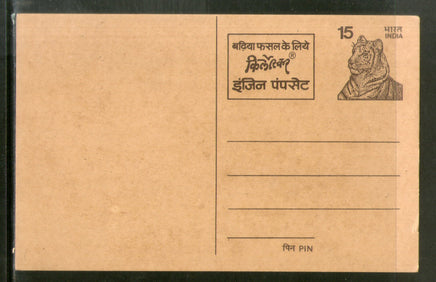 बढ़िया फसल के लिये
किर्लोस्कर ®
इंजिन पंपसेट
15 भारत
INDIA
पिन PIN